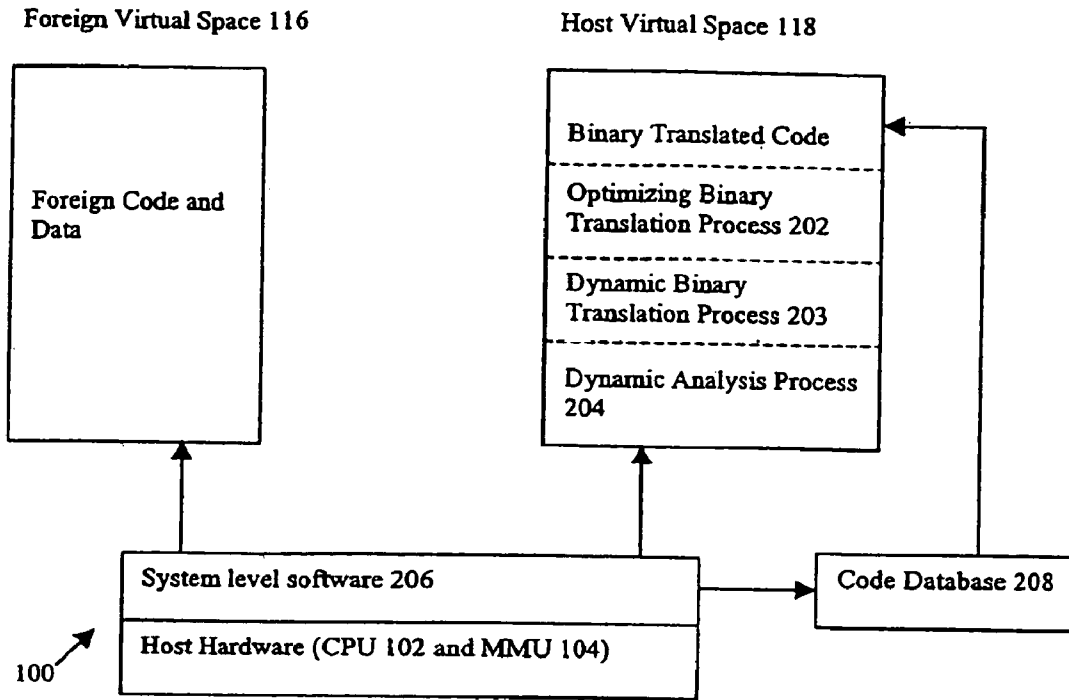 Foreign Virtual Space 116
Host Virtual Space 118
Foreign Code and
Data
Binary Translated Code
Optimizing Binary
Translation Process 202
Dynamic Binary
Translation Process 203
Dynamic Analysis Process
204
System level software 206
Host Hardware (CPU 102 and MMU 104)
Code Database 208
100